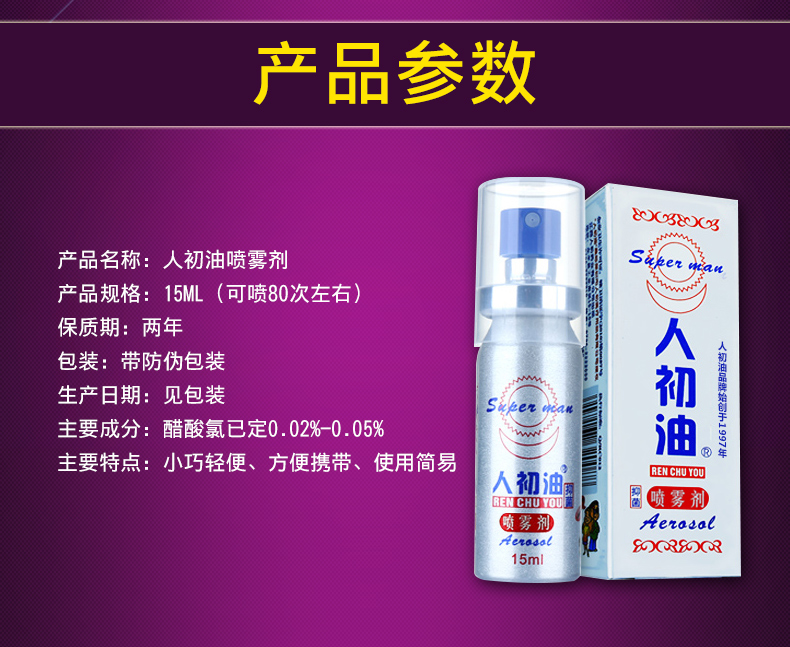 产品参数
产品名称：人初油喷雾剂
产品规格：15ML（可喷80次左右）
保质期：两年
包装：带防伪包装
生产日期：见包装
主要成分：醋酸氯已定0.02%-0.05%
主要特点：小巧轻便、方便携带、使用简易
Super man
人初油®
REN CHU YOU
抑菌
喷雾剂
Aerosol
15ml
Super man
人初油®
人初油品牌始创于1997年
REN CHU YOU
抑菌
喷雾剂
Aerosol